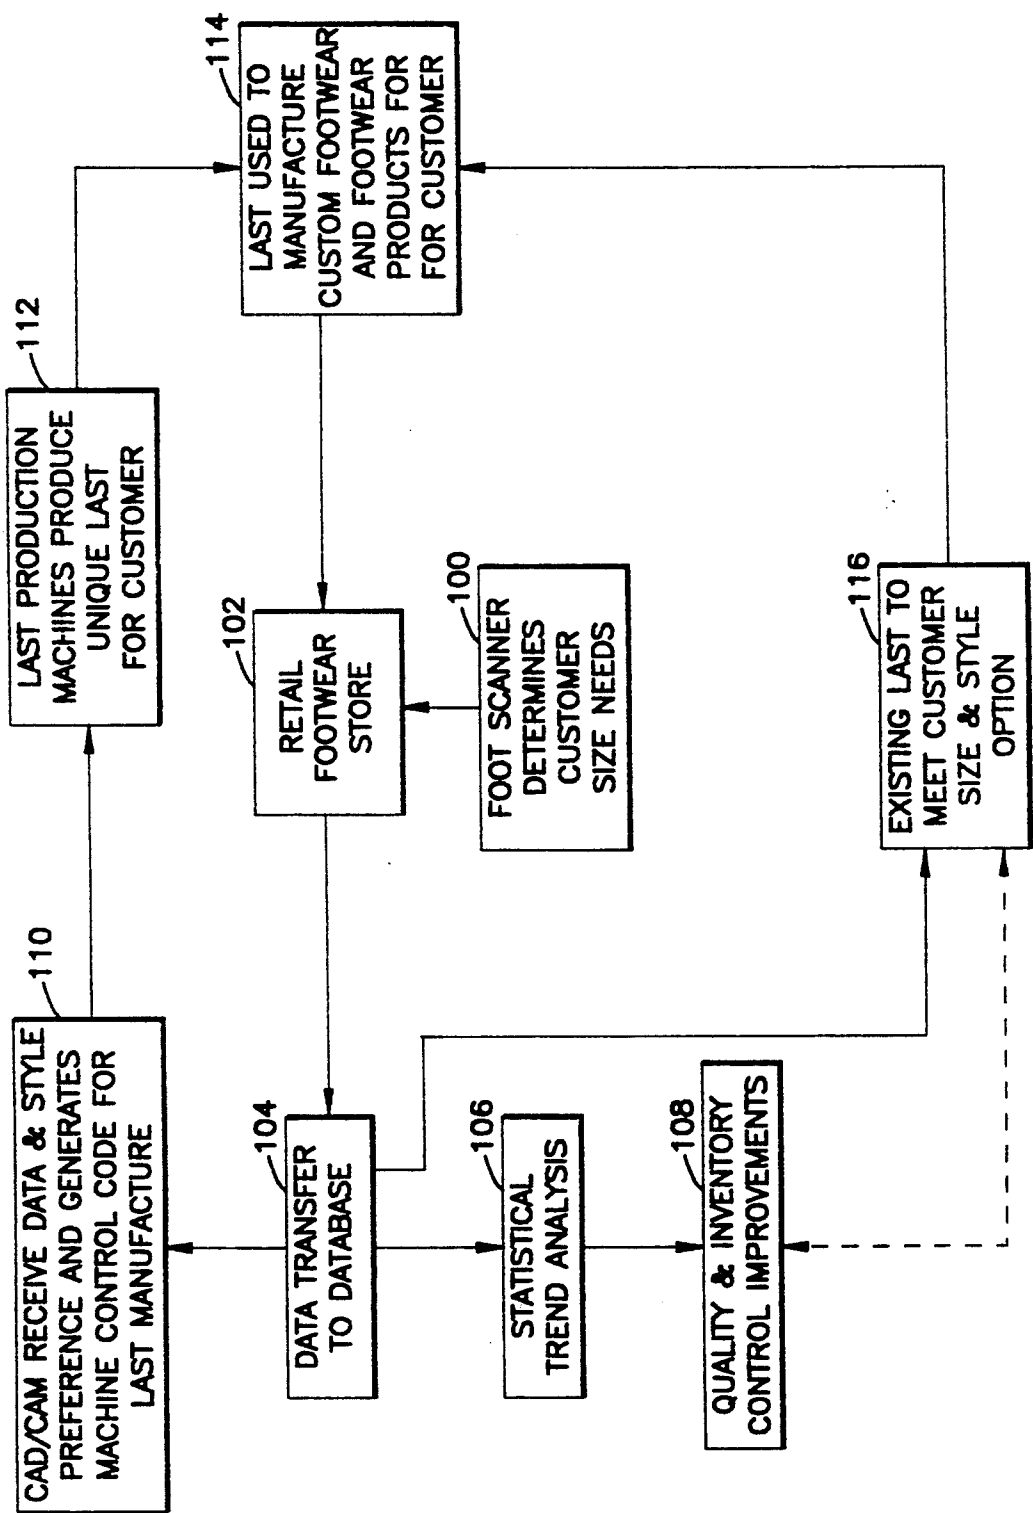 CAD/CAM RECEIVE DATA & STYLE
PREFERENCE AND GENERATES
MACHINE CONTROL CODE FOR
LAST MANUFACTURE
110
LAST PRODUCTION
MACHINES PRODUCE
UNIQUE LAST
FOR CUSTOMER
112
DATA TRANSFER
TO DATABASE
104
RETAIL
FOOTWEAR
STORE
102
LAST USED TO
MANUFACTURE
CUSTOM FOOTWEAR
AND FOOTWEAR
PRODUCTS FOR
FOR CUSTOMER
114
STATISTICAL
TREND ANALYSIS
106
FOOT SCANNER
DETERMINES
CUSTOMER
SIZE NEEDS
100
QUALITY & INVENTORY
CONTROL IMPROVEMENTS
108
EXISTING LAST TO
MEET CUSTOMER
SIZE & STYLE
OPTION
116